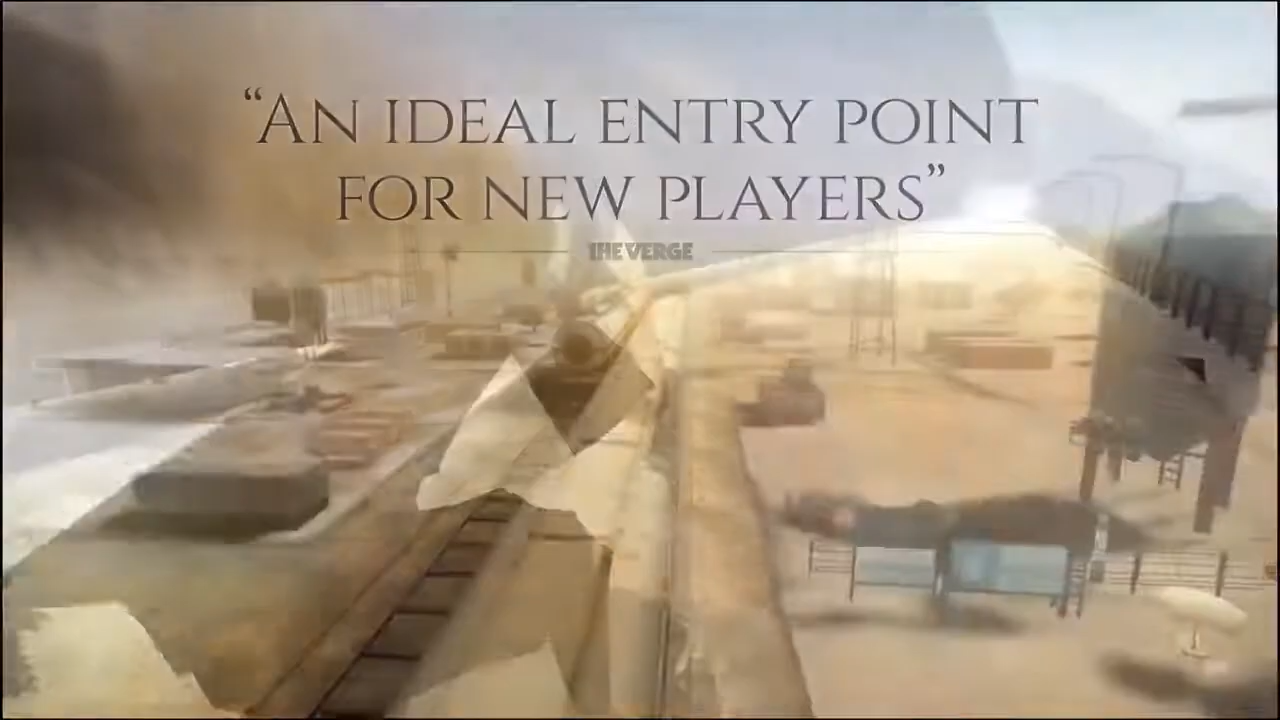 “AN IDEAL ENTRY POINT
FOR NEW PLAYERS”
THE VERGE